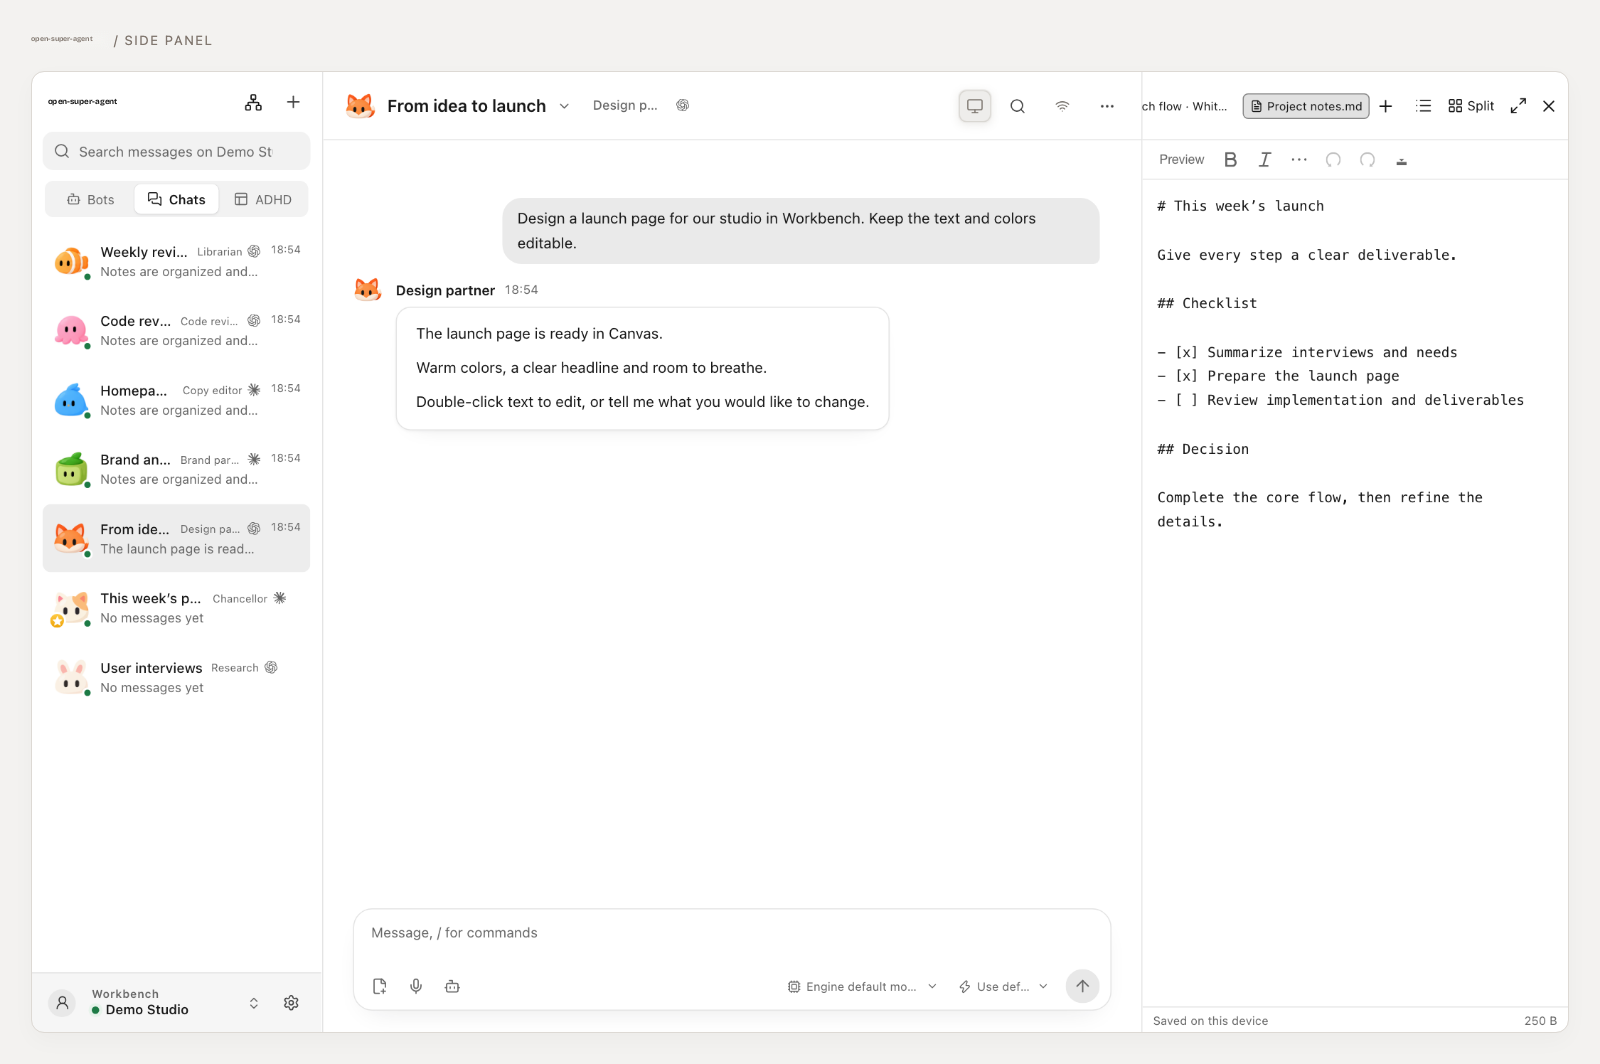 open-super-agent / SIDE PANEL
open-super-agent
Search messages on Demo St
Bots Chats ADHD
Weekly revi... Librarian 18:54
Notes are organized and...
Code rev... Code revi... 18:54
Notes are organized and...
Homepa... Copy editor 18:54
Notes are organized and...
Brand an... Brand par... 18:54
Notes are organized and...
From ide... Design pa... 18:54
The launch page is read...
This week’s p... Chancellor
No messages yet
User interviews Research
No messages yet
Workbench
Demo Studio
From idea to launch Design p...
Design a launch page for our studio in Workbench. Keep the text and colors
editable.
Design partner 18:54
The launch page is ready in Canvas.
Warm colors, a clear headline and room to breathe.
Double-click text to edit, or tell me what you would like to change.
Message, / for commands
Engine default mo... Use def...
ch flow · Whit... Project notes.md Split
Preview B I
# This week’s launch
Give every step a clear deliverable.
## Checklist
- [x] Summarize interviews and needs
- [x] Prepare the launch page
- [ ] Review implementation and deliverables
## Decision
Complete the core flow, then refine the
details.
Saved on this device 250 B